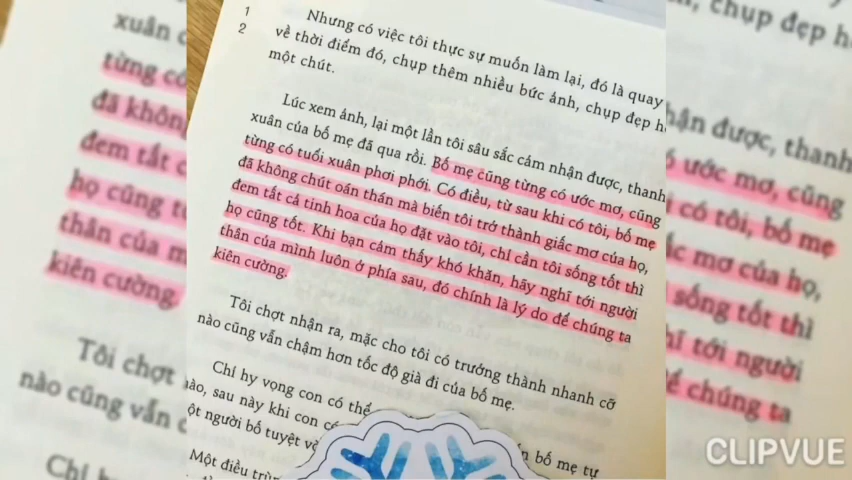 1
2
Nhưng có việc tôi thực sự muốn làm lại, đó là quay
về thời điểm đó, chụp thêm nhiều bức ảnh, chụp đẹp
một chút.
Lúc xem ảnh, lại một lần tôi sâu sắc cảm nhận được, thanh
xuân của bố mẹ đã qua rồi. Bố mẹ cũng từng có ước mơ, cũng
từng có tuổi xuân phơi phới. Có điều, từ sau khi có tôi, bố mẹ
đã không chút oán thán mà biến tôi trở thành giấc mơ của họ,
đem tất cả tinh hoa của họ đặt vào tôi, chỉ cần tôi sống tốt thì
họ cũng tốt. Khi bạn cảm thấy khó khăn, hãy nghĩ tới người
thân của mình luôn ở phía sau, đó chính là lý do để chúng ta
kiên cường.
Tôi chợt nhận ra, mặc cho tôi có trưởng thành nhanh cỡ
nào cũng vẫn chậm hơn tốc độ già đi của bố mẹ.
Chỉ hy vọng con có thể
nào, sau này khi con có bố mẹ tự
một người bố tuyệt
Một điều
CLIPVUE